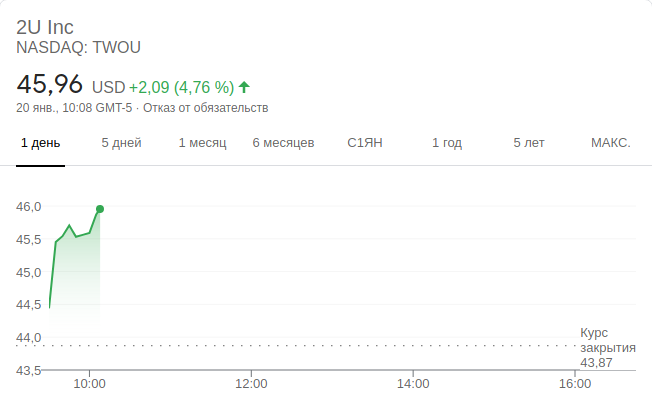 2U Inc
NASDAQ: TWOU
45,96 USD +2,09 (4,76 %)
20 янв., 10:08 GMT-5 · Отказ от обязательств
1 день 5 дней 1 месяц 6 месяцев С1ЯН 1 год 5 лет МАКС.
46,0
45,5
45,0
44,5
44,0
43,5
Курс
закрытия
43,87
10:00 12:00 14:00 16:00